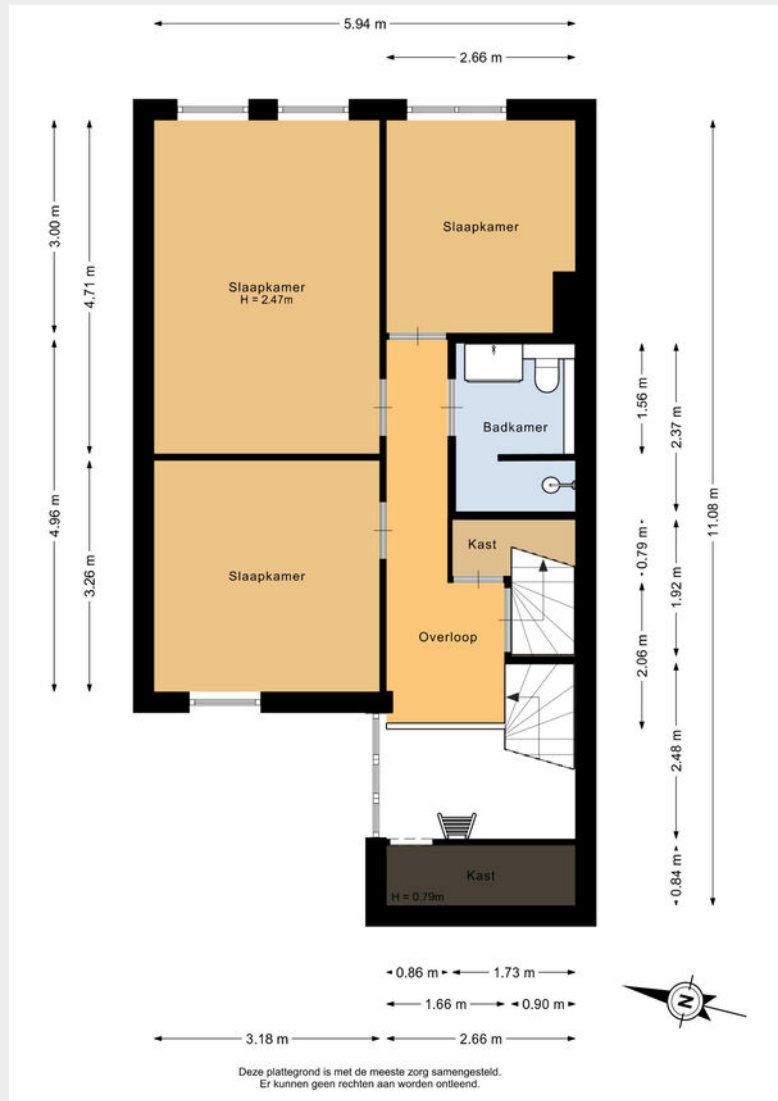 5.94 m
2.66 m
3.00 m
4.71 m
Slaapkamer
Slaapkamer
H = 2.47m
1.56 m
2.37 m
Badkamer
11.08 m
4.96 m
3.26 m
Kast
0.79 m
1.92 m
Slaapkamer
Overloop
2.06 m
2.48 m
Kast
H = 0.79m
0.84 m
0.86 m
1.73 m
1.66 m
0.90 m
N
3.18 m
2.66 m
Deze plattegrond is met de meeste zorg samengesteld.
Er kunnen geen rechten aan worden ontleend.